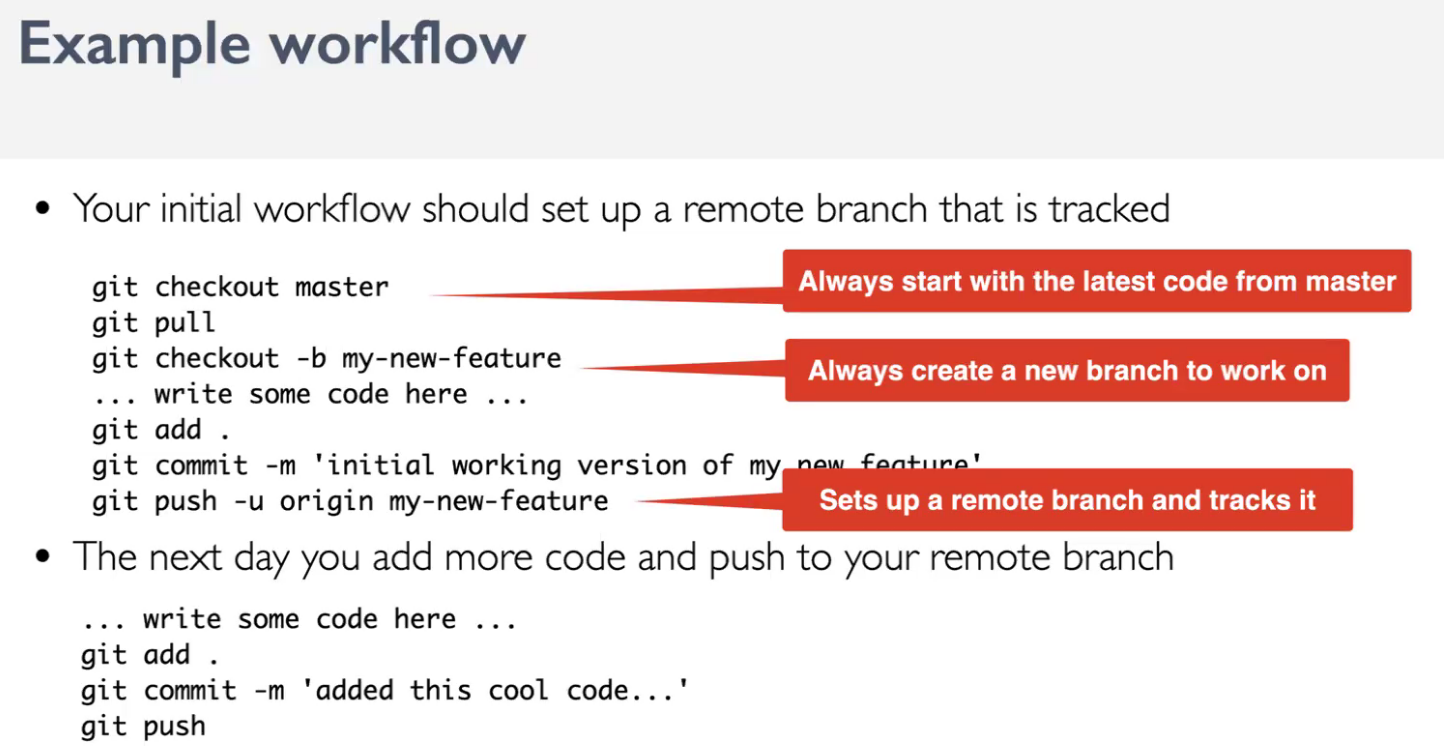 Example workflow
• Your initial workflow should set up a remote branch that is tracked
git checkout master
Always start with the latest code from master
git pull
git checkout -b my-new-feature
Always create a new branch to work on
... write some code here ...
git add .
git commit -m 'initial working version of my new feature'
git push -u origin my-new-feature
Sets up a remote branch and tracks it
• The next day you add more code and push to your remote branch
... write some code here ...
git add .
git commit -m 'added this cool code...'
git push